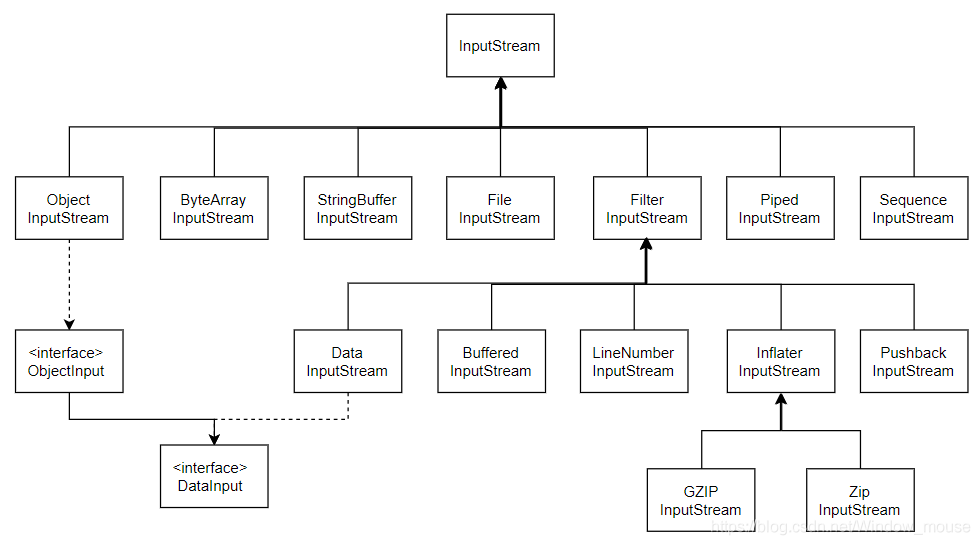 InputStream
Object
InputStream
ByteArray
InputStream
StringBuffer
InputStream
File
InputStream
Filter
InputStream
Piped
InputStream
Sequence
InputStream
<interface>
ObjectInput
Data
InputStream
Buffered
InputStream
LineNumber
InputStream
Inflater
InputStream
Pushback
InputStream
<interface>
DataInput
GZIP
InputStream
Zip
InputStream
https://blog.csdn.net/Window_mouse